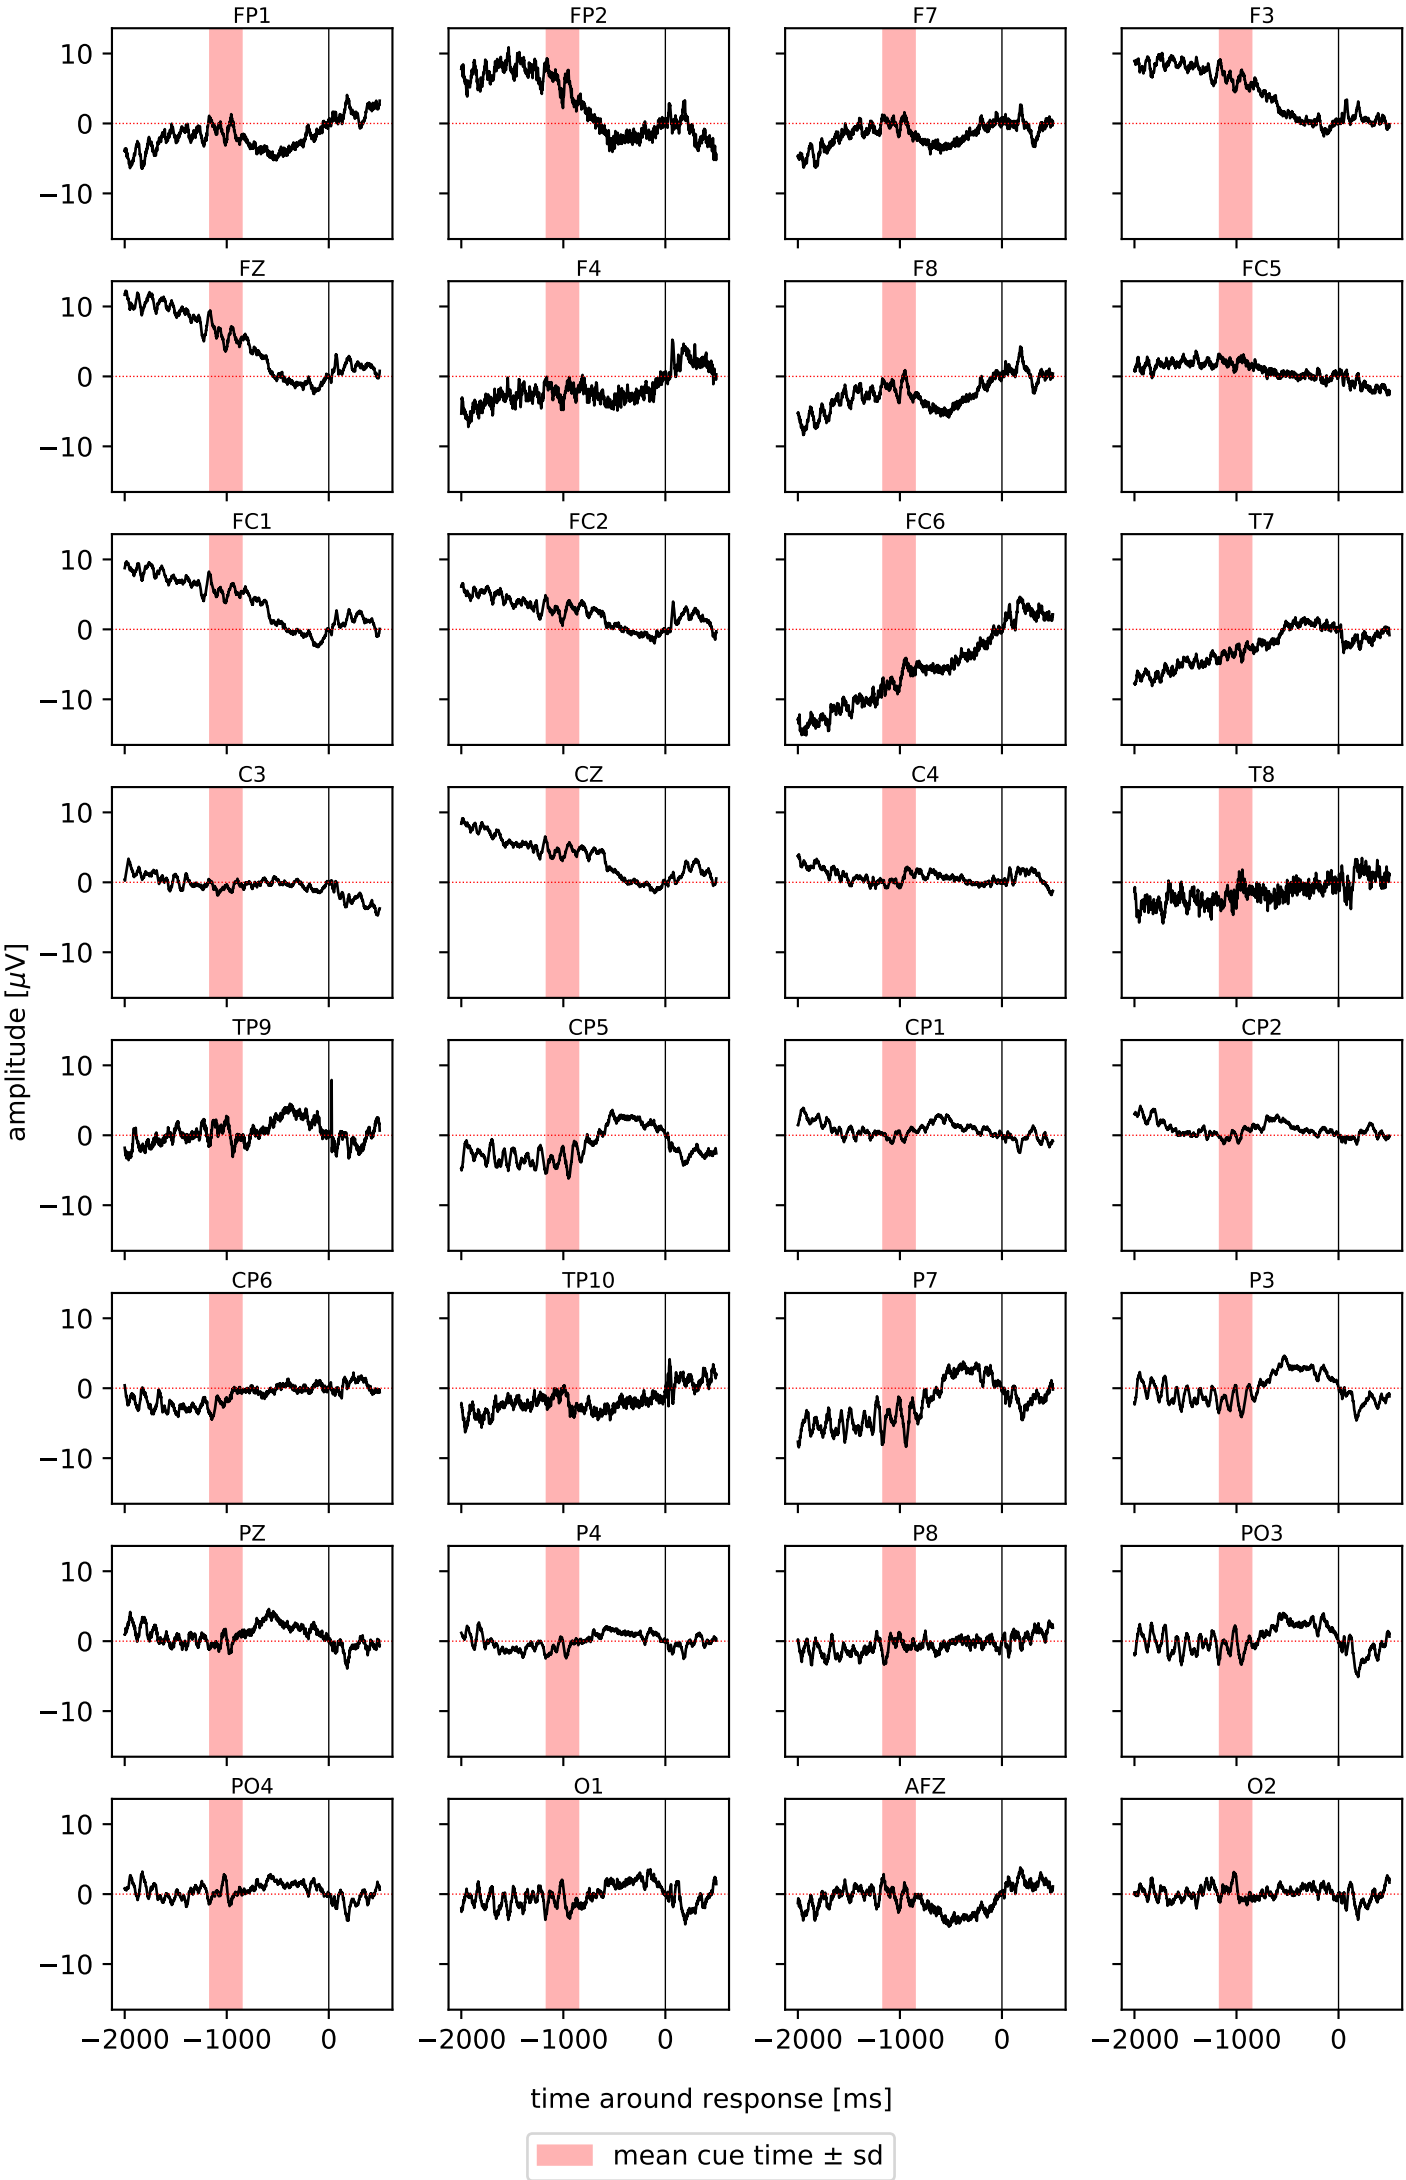 FP1 FP2 F7 F3
10
0
−10
FZ F4 F8 FC5
10
0
−10
FC1 FC2 FC6 T7
10
0
−10
C3 CZ C4 T8
10
0
−10
amplitude [μV]
TP9 CP5 CP1 CP2
10
0
−10
CP6 TP10 P7 P3
10
0
−10
PZ P4 P8 PO3
10
0
−10
PO4 O1 AFZ O2
10
0
−10
−2000 −1000 0 −2000 −1000 0 −2000 −1000 0 −2000 −1000 0
time around response [ms]
mean cue time ± sd